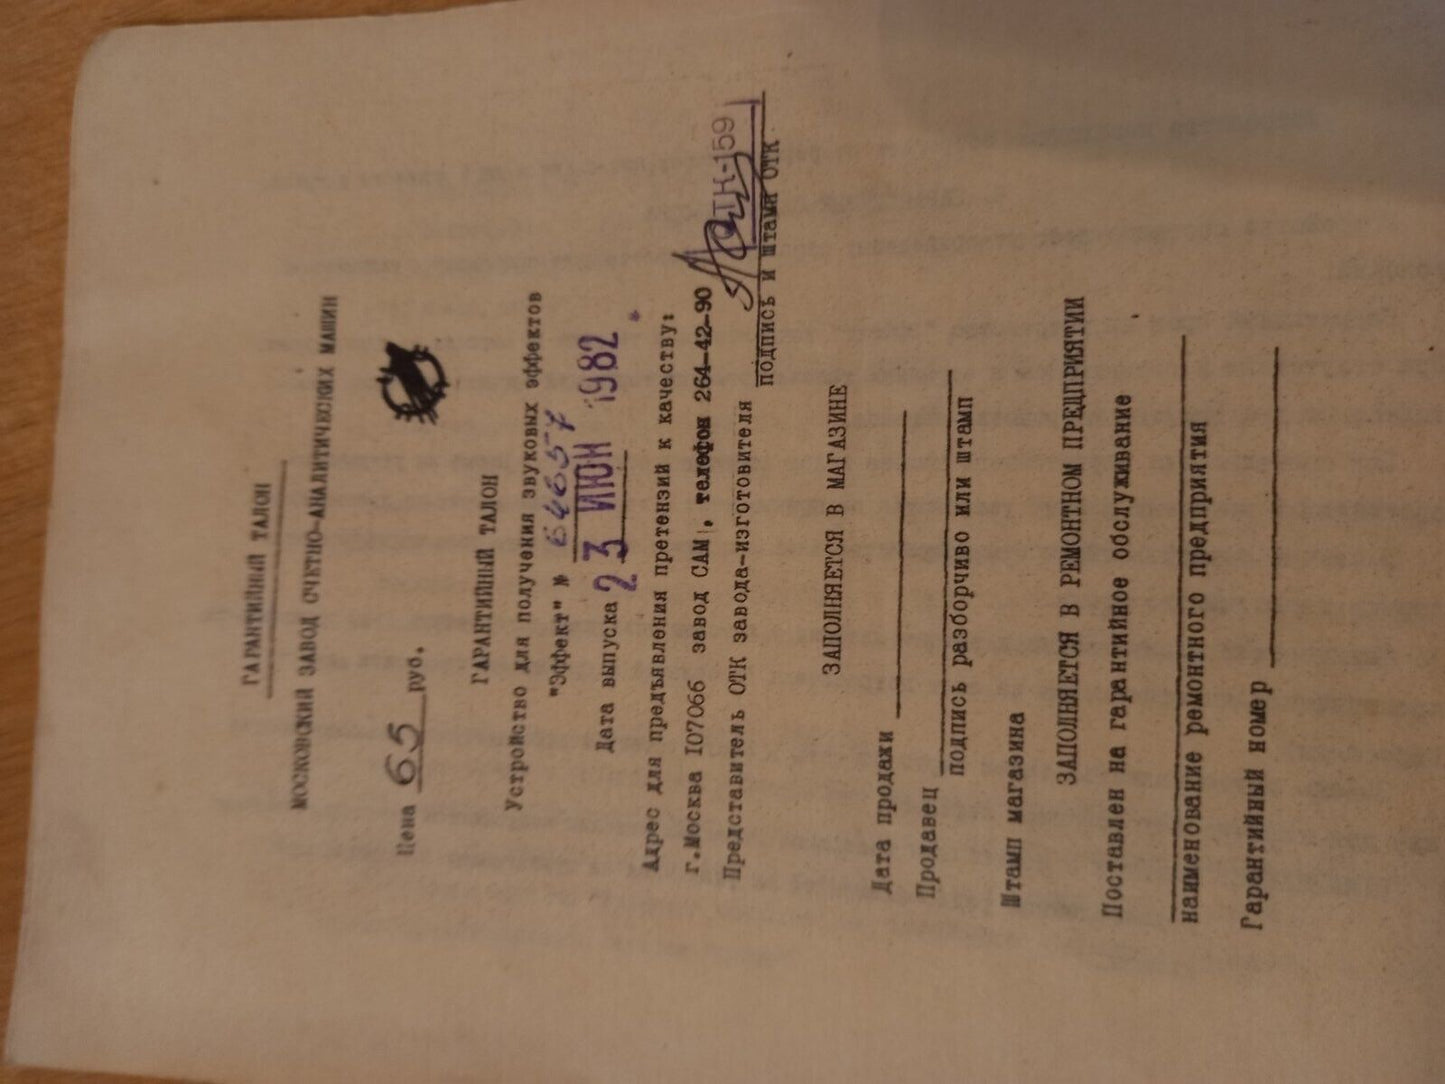 ГАРАНТИЙНЫЙ ТАЛОН
МОСКОВСКИЙ ЗАВОД СЧЕТНО-АНАЛИТИЧЕСКИХ МАШИН
Цена 65 руб.
ГАРАНТИЙНЫЙ ТАЛОН
Устройство для получения звуковых эффектов
"Эффект" № 64657
Дата выпуска 23 ИЮН 1982
Адрес для предъявления претензий к качеству:
г.Москва 107066 завод САМ, телефон 264-42-90
Представитель ОТК завода-изготовителя ОТК-159
подпись и штамп ОТК
ЗАПОЛНЯЕТСЯ В МАГАЗИНЕ
Дата продажи
Продавец
подпись разборчиво или штамп
Штамп магазина
ЗАПОЛНЯЕТСЯ В РЕМОНТНОМ ПРЕДПРИЯТИИ
Поставлен на гарантийное обслуживание
наименование ремонтного предприятия
Гарантийный номер